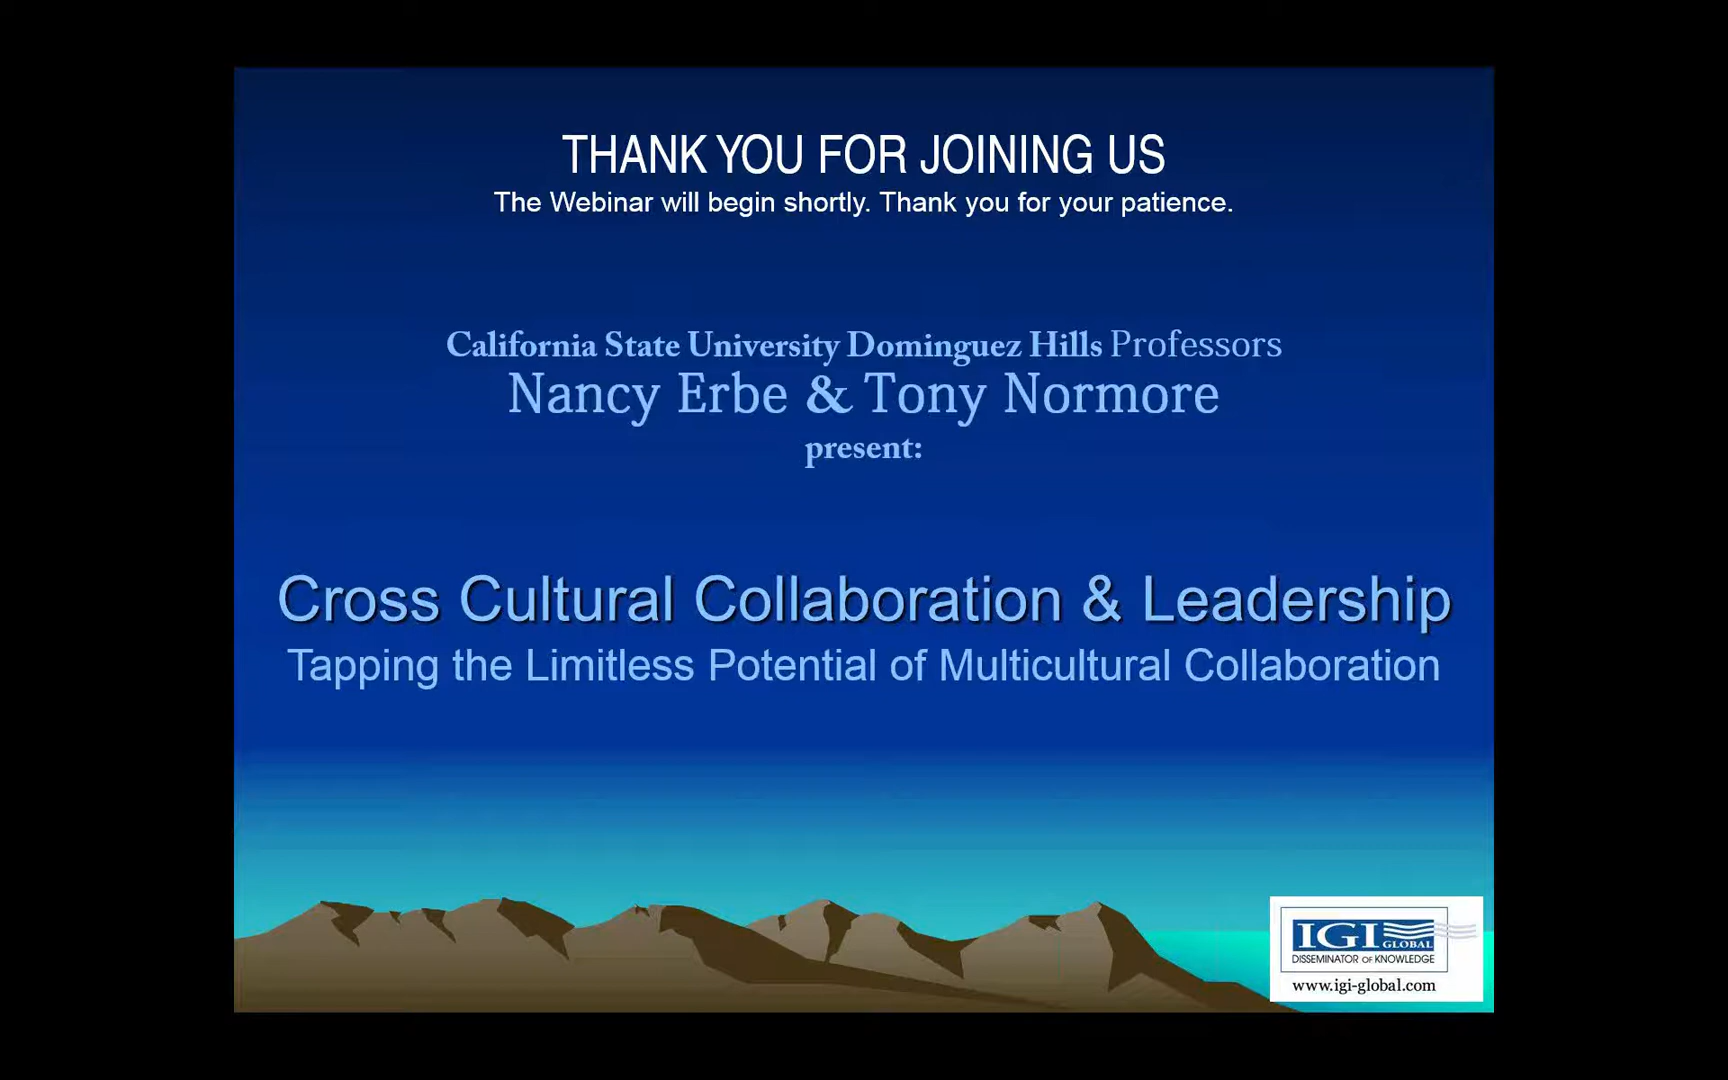 THANK YOU FOR JOINING US
The Webinar will begin shortly. Thank you for your patience.
California State University Dominguez Hills Professors
Nancy Erbe & Tony Normore
present:
Cross Cultural Collaboration & Leadership
Tapping the Limitless Potential of Multicultural Collaboration
IGI GLOBAL
DISSEMINATOR OF KNOWLEDGE
www.igi-global.com